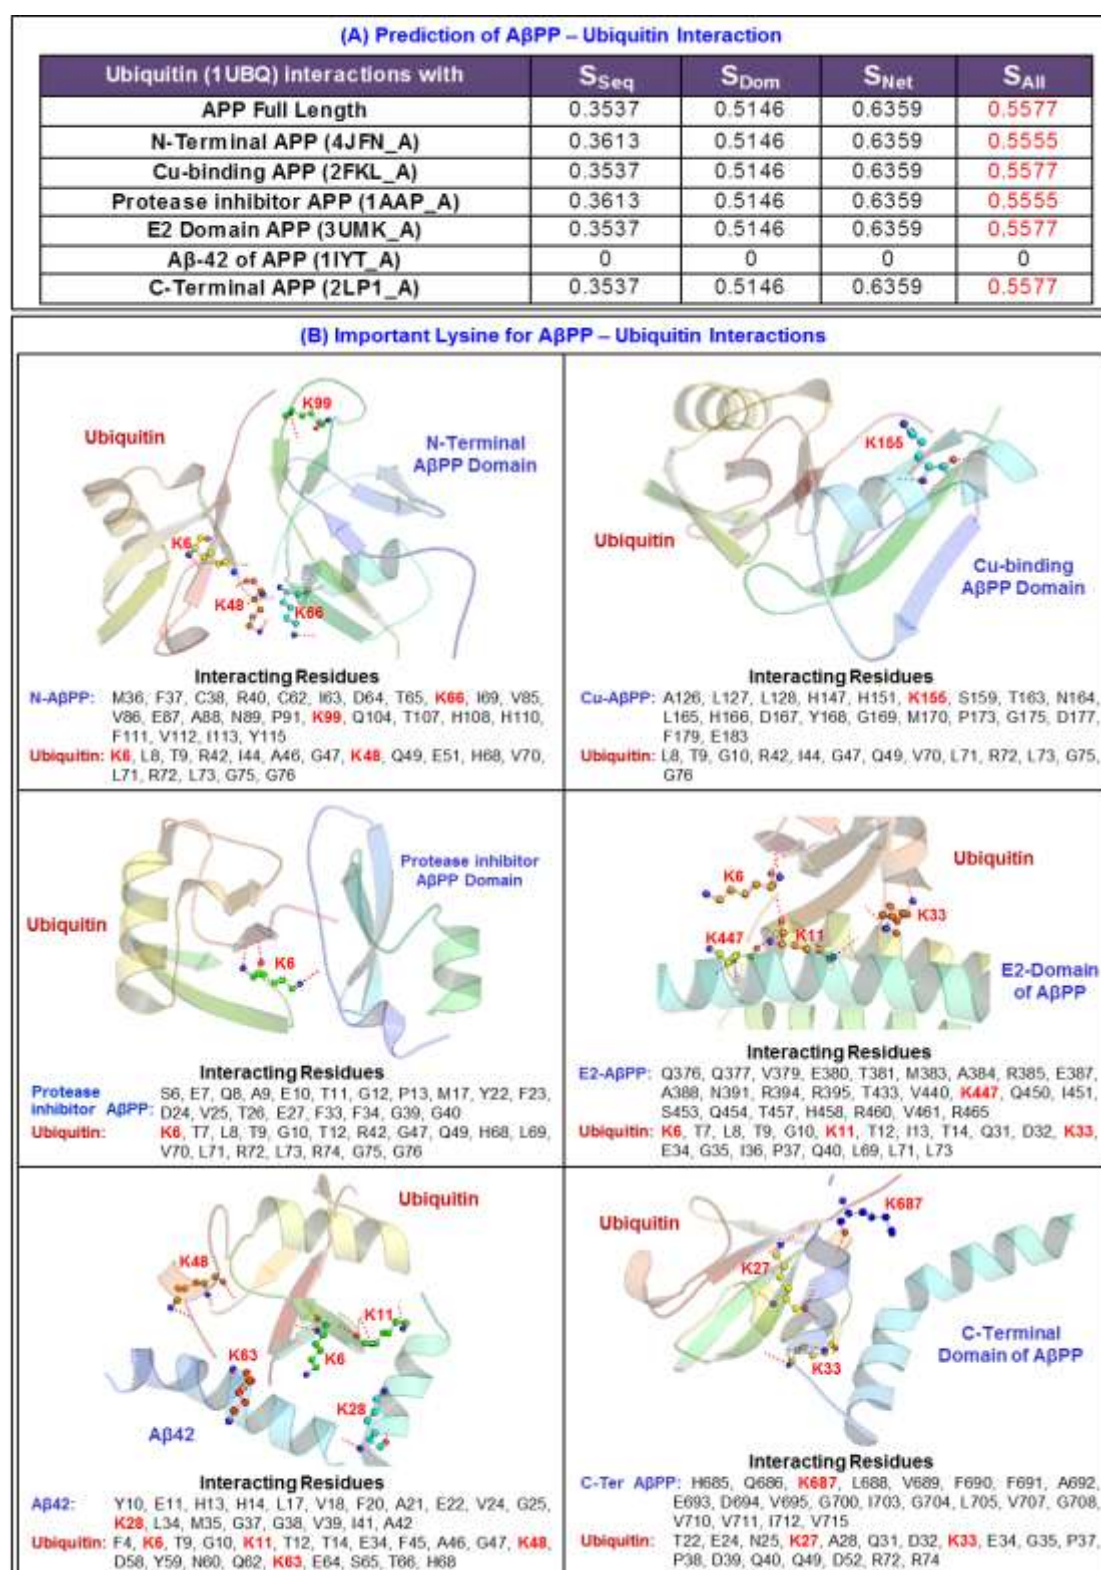 (A) Prediction of AβPP – Ubiquitin Interaction
Ubiquitin (1UBQ) interactions with SSeq SDom SNet SAll
APP Full Length 0.3537 0.5146 0.6359 0.5577
N-Terminal APP (4JFN_A) 0.3613 0.5146 0.6359 0.5555
Cu-binding APP (2FKL_A) 0.3537 0.5146 0.6359 0.5577
Protease inhibitor APP (1AAP_A) 0.3613 0.5146 0.6359 0.5555
E2 Domain APP (3UMK_A) 0.3537 0.5146 0.6359 0.5577
Aβ-42 of APP (1IYT_A) 0 0 0 0
C-Terminal APP (2LP1_A) 0.3537 0.5146 0.6359 0.5577
(B) Important Lysine for AβPP – Ubiquitin Interactions
K99
Ubiquitin
N-Terminal
AβPP Domain
K6
K48
K66
Interacting Residues
N-AβPP: M36, F37, C38, R40, C62, I63, D64, T65, K66, I69, V85,
V86, E87, A88, N89, P91, K99, Q104, T107, H108, H110,
F111, V112, I113, Y115
Ubiquitin: K6, L8, T9, R42, I44, A46, G47, K48, Q49, E51, H68, V70,
L71, R72, L73, G75, G76
K155
Ubiquitin
Cu-binding
AβPP Domain
Interacting Residues
Cu-AβPP: A126, L127, L128, H147, H151, K155, S159, T163, N164,
L165, H166, D167, Y168, G169, M170, P173, G175, D177,
F179, E183
Ubiquitin: L8, T9, G10, R42, I44, G47, Q49, V70, L71, R72, L73, G75,
G76
Protease inhibitor
AβPP Domain
Ubiquitin
K6
Interacting Residues
Protease
inhibitor AβPP: S6, E7, Q8, A9, E10, T11, G12, P13, M17, Y22, F23,
D24, V25, T26, E27, F33, F34, G39, G40
Ubiquitin: K6, T7, L8, T9, G10, T12, R42, G47, Q49, H68, L69,
V70, L71, R72, L73, R74, G75, G76
Ubiquitin
K6
K33
K447
K11
E2-Domain
of AβPP
Interacting Residues
E2-AβPP: Q376, Q377, V379, E380, T381, M383, A384, R385, E387,
A388, N391, R394, R395, T433, V440, K447, Q450, I451,
S453, Q454, T457, H458, R460, V461, R465
Ubiquitin: K6, T7, L8, T9, G10, K11, T12, I13, T14, Q31, D32, K33,
E34, G35, I36, P37, Q40, L69, L71, L73
Ubiquitin
K48
K11
K63
K6
K28
Aβ42
Interacting Residues
Aβ42: Y10, E11, H13, H14, L17, V18, F20, A21, E22, V24, G25,
K28, L34, M35, G37, G38, V39, I41, A42
Ubiquitin: F4, K6, T9, G10, K11, T12, T14, E34, F45, A46, G47, K48,
D58, Y59, N60, Q62, K63, E64, S65, T66, H68
K687
Ubiquitin
K27
C-Terminal
Domain of AβPP
K33
Interacting Residues
C-Ter AβPP: H685, Q686, K687, L688, V689, F690, F691, A692,
E693, D694, V695, G700, I703, G704, L705, V707, G708,
V710, V711, I712, V715
Ubiquitin: T22, E24, N25, K27, A28, Q31, D32, K33, E34, G35, P37,
P38, D39, Q40, Q49, D52, R72, R74